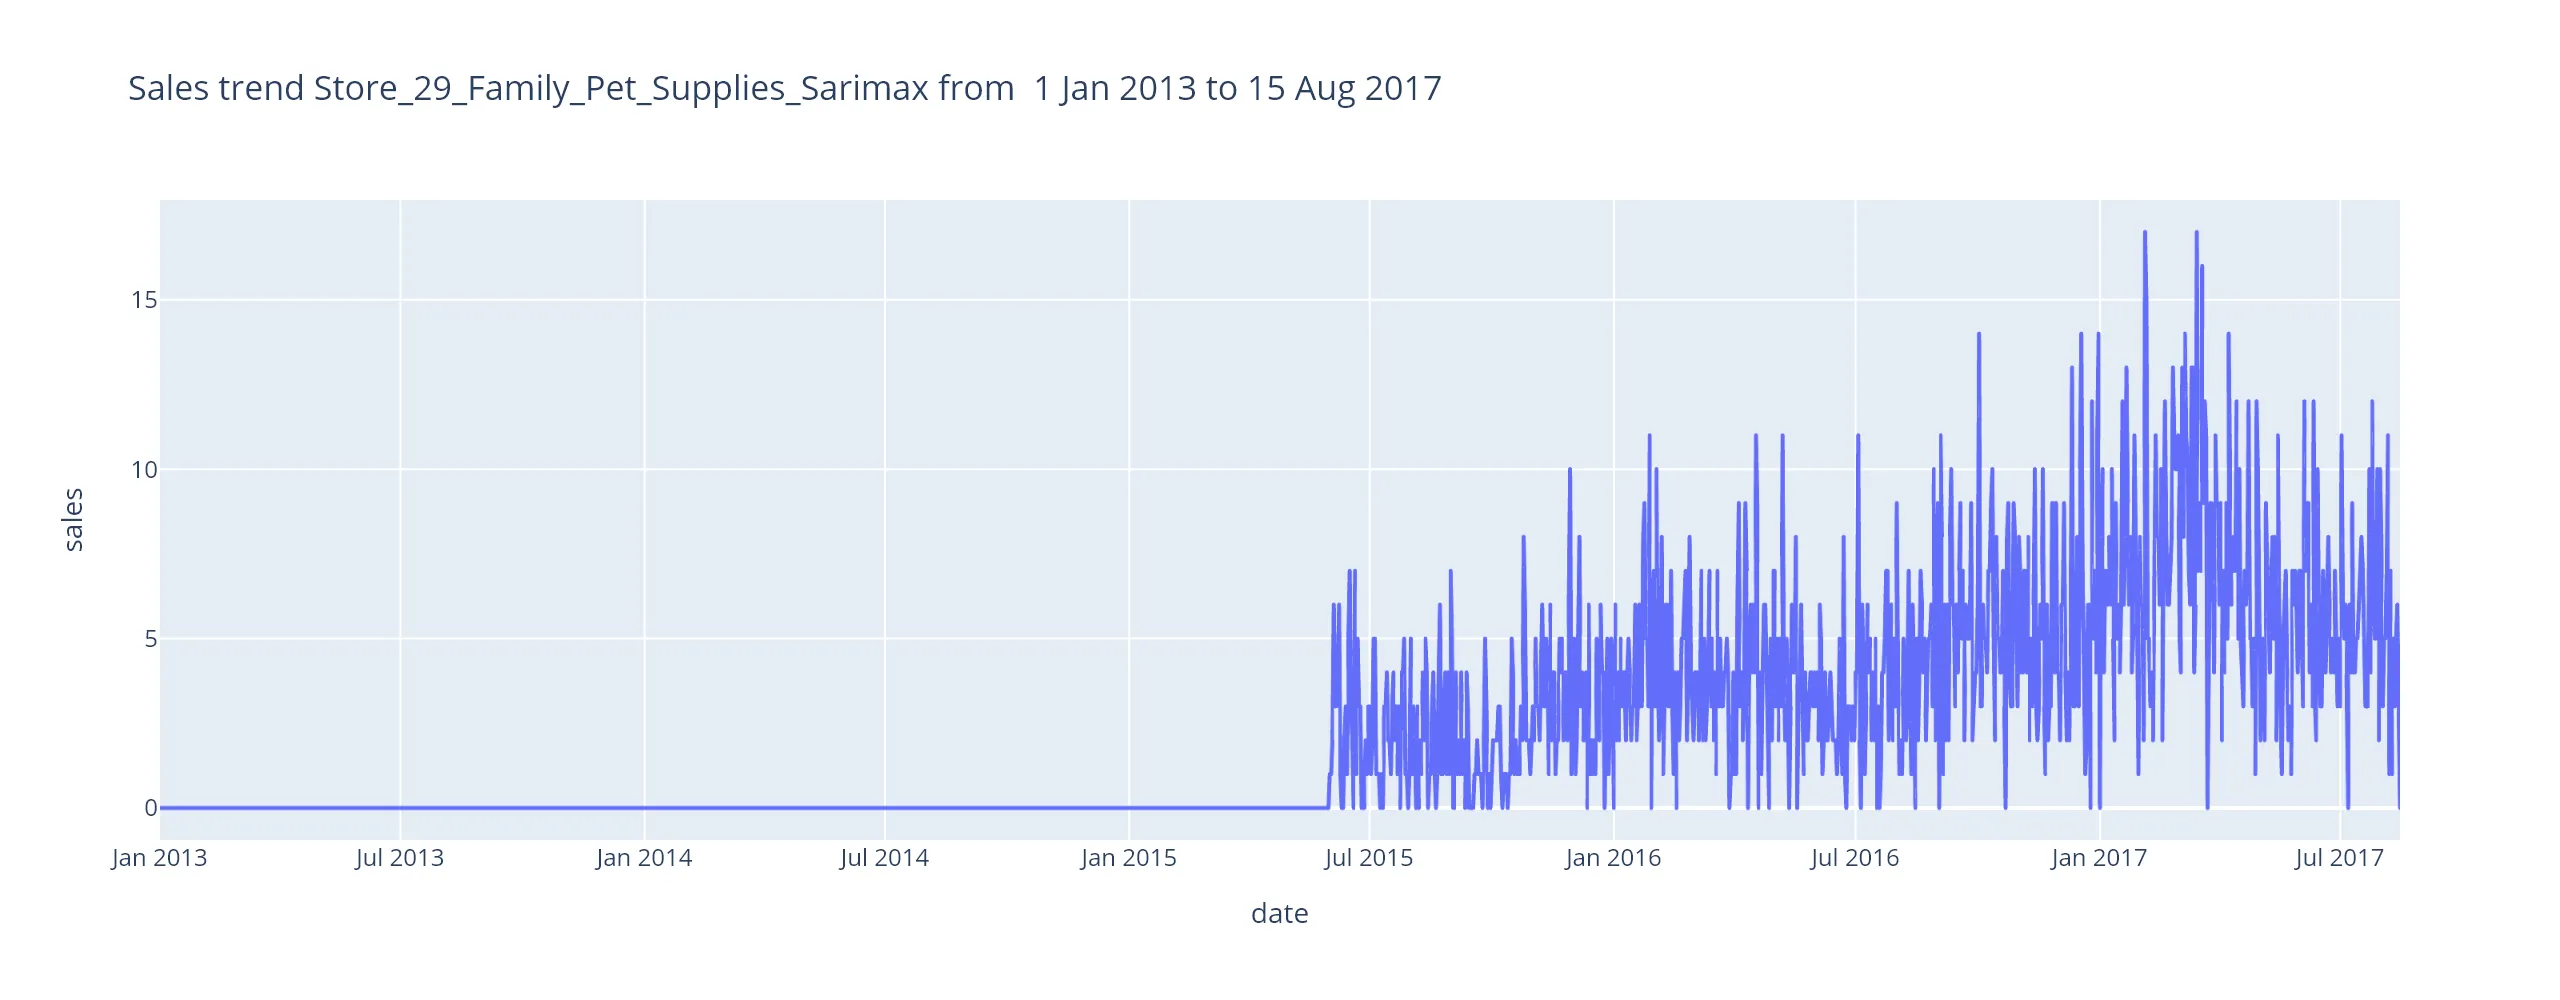 Sales trend Store_29_Family_Pet_Supplies_Sarimax from  1 Jan 2013 to 15 Aug 2017
15
10
5
0
sales
Jan 2013 Jul 2013 Jan 2014 Jul 2014 Jan 2015 Jul 2015 Jan 2016 Jul 2016 Jan 2017 Jul 2017
date